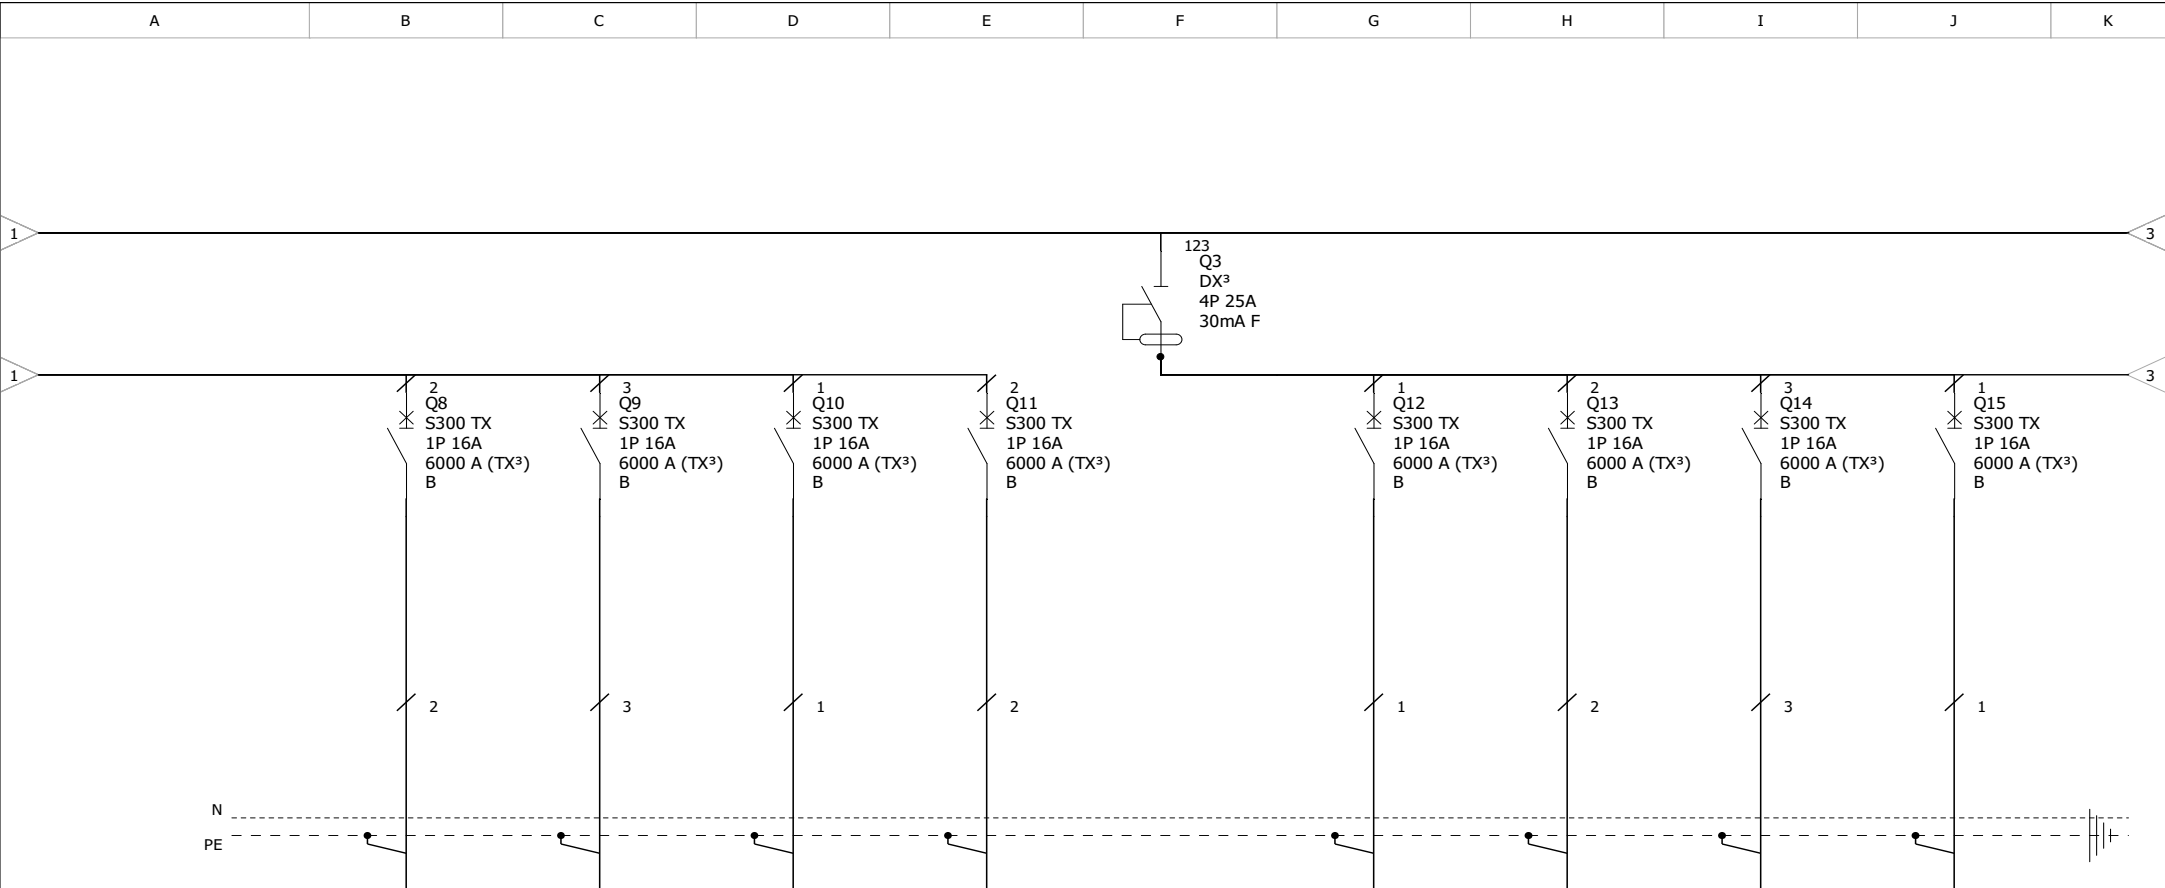 A B C D E F G H I J K
1 3
123
Q3
DX³
4P 25A
30mA F
1 3
2 3 1 2 1 2 3 1
Q8 Q9 Q10 Q11 Q12 Q13 Q14 Q15
S300 TX S300 TX S300 TX S300 TX S300 TX S300 TX S300 TX S300 TX
1P 16A 1P 16A 1P 16A 1P 16A 1P 16A 1P 16A 1P 16A 1P 16A
6000 A (TX³) 6000 A (TX³) 6000 A (TX³) 6000 A (TX³) 6000 A (TX³) 6000 A (TX³) 6000 A (TX³) 6000 A (TX³)
B B B B B B B B
2 3 1 2 1 2 3 1
N
PE